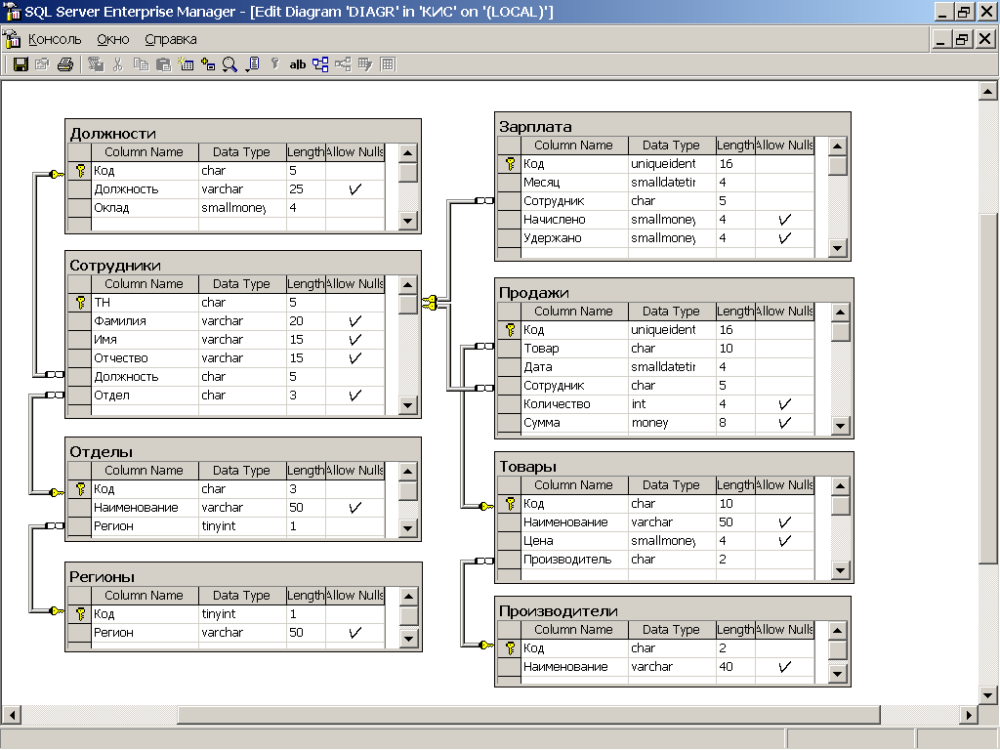 SQL Server Enterprise Manager - [Edit Diagram 'DIAGR' in 'КИС' on '(LOCAL)']
Консоль Окно Справка
a|b
Должности
Column Name Data Type Length Allow Nulls
Код char 5
Должность varchar 25
Оклад smallmoney 4
Сотрудники
Column Name Data Type Length Allow Nulls
ТН char 5
Фамилия varchar 20
Имя varchar 15
Отчество varchar 15
Должность char 5
Отдел char 3
Отделы
Column Name Data Type Length Allow Nulls
Код char 3
Наименование varchar 50
Регион tinyint 1
Регионы
Column Name Data Type Length Allow Nulls
Код tinyint 1
Регион varchar 50
Зарплата
Column Name Data Type Length Allow Nulls
Код uniqueident 16
Месяц smalldatetir 4
Сотрудник char 5
Начислено smallmoney 4
Удержано smallmoney 4
Продажи
Column Name Data Type Length Allow Nulls
Код uniqueident 16
Товар char 10
Дата smalldatetir 4
Сотрудник char 5
Количество int 4
Сумма money 8
Товары
Column Name Data Type Length Allow Nulls
Код char 10
Наименование varchar 50
Цена smallmoney 4
Производитель char 2
Производители
Column Name Data Type Length Allow Nulls
Код char 2
Наименование varchar 40